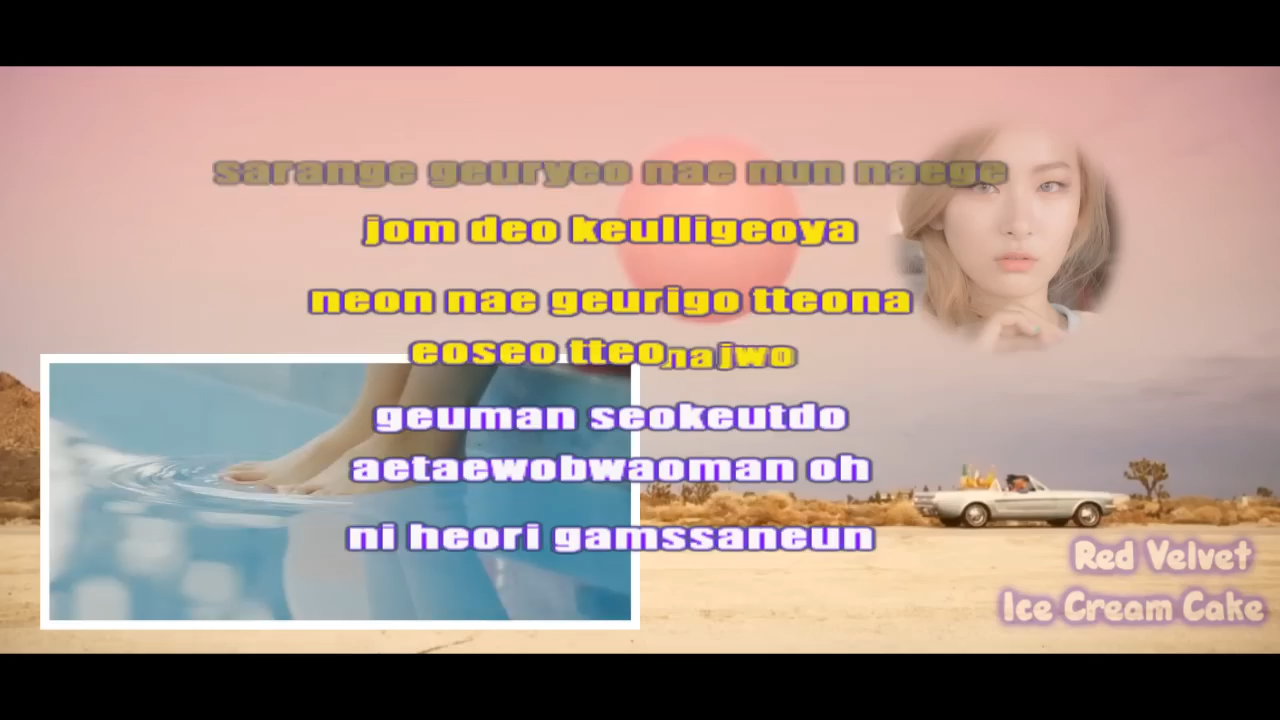 sarange geuryeo nae nun naege
jom deo keulligeoya
neon nae geurigo tteona
eoseo tteonajwo
geuman seokeutdo
aetaewobwaoman oh
ni heori gamssaneun
Red Velvet
Ice Cream Cake